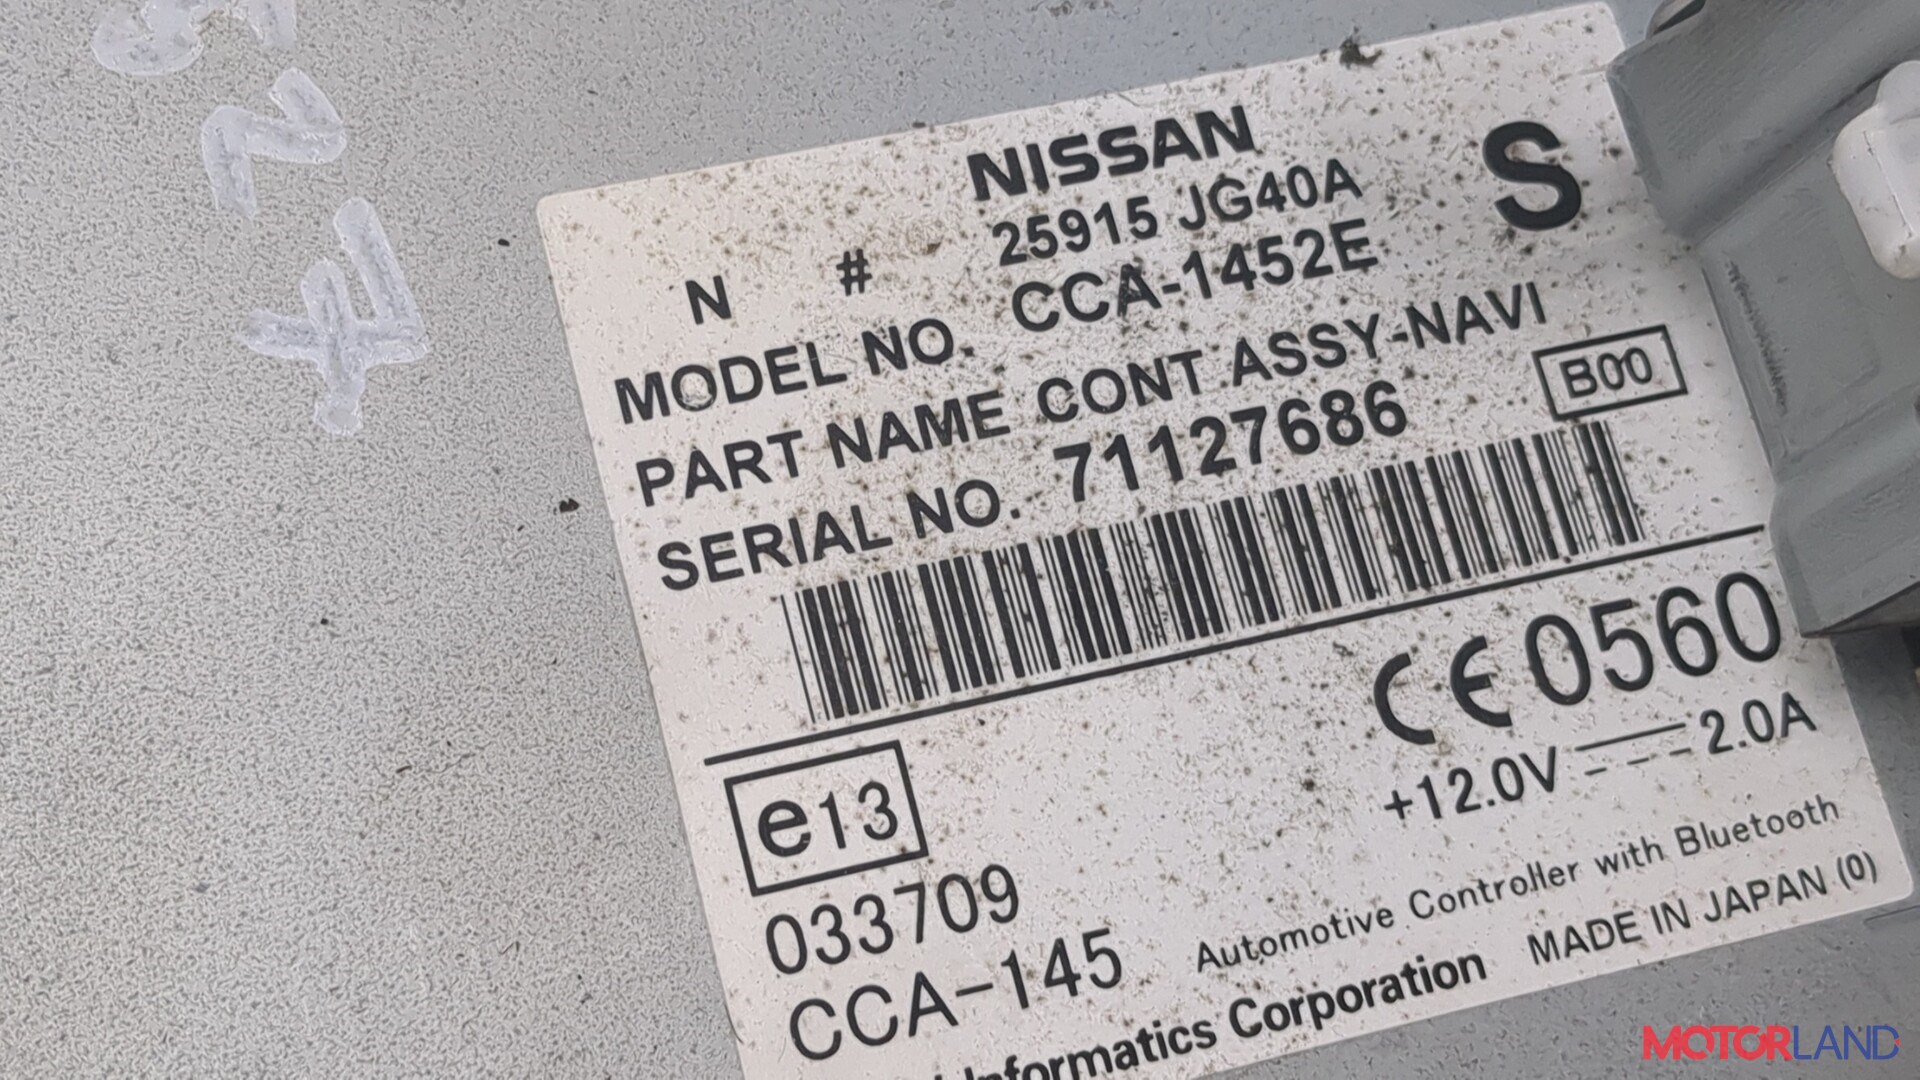 NISSAN
N # 25915 JG40A S
MODEL NO. CCA-1452E
PART NAME CONT ASSY-NAVI
SERIAL NO. 71127686 B00
CE0560
+12.0V 2.0A
e13
033709
CCA-145
Automotive Controller with Bluetooth
Informatics Corporation MADE IN JAPAN (0)
MOTORLAND